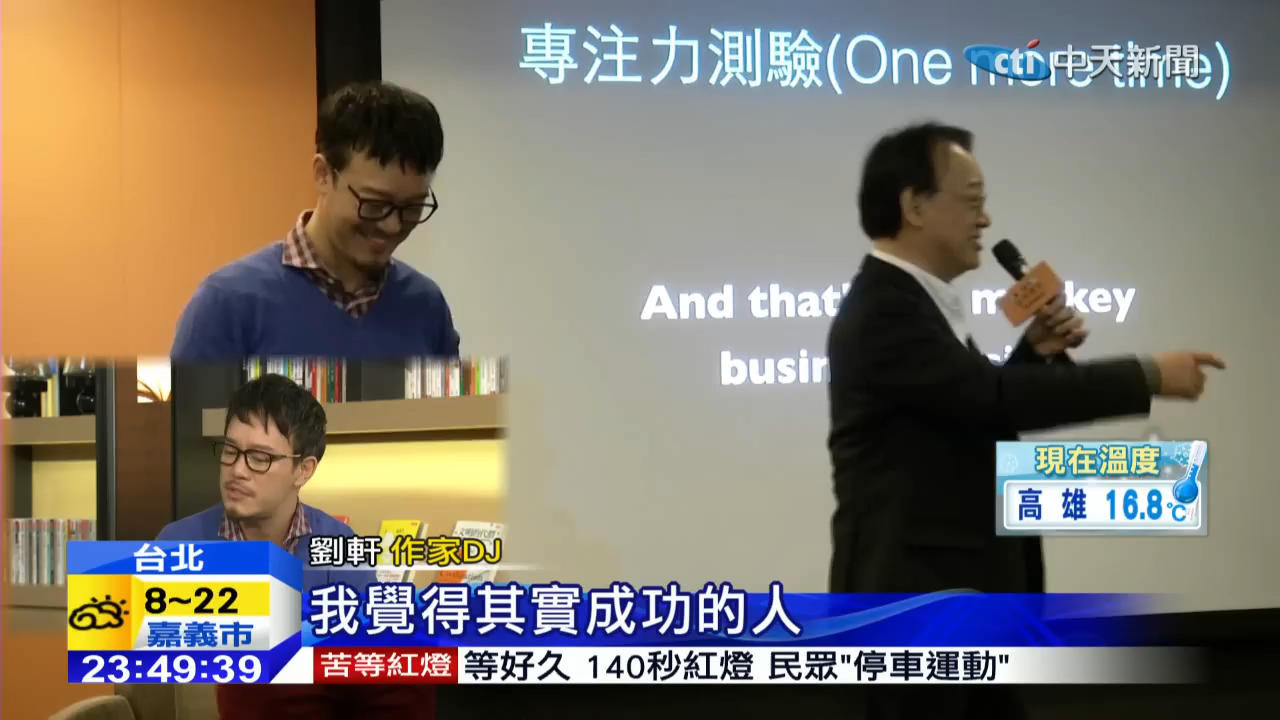 專注力測驗(One more time)
cti 中天新聞
And that
key
busin
現在溫度
高雄 16.8℃
劉軒 作家DJ
台北
8~22
嘉義市
我覺得其實成功的人
23:49:39
苦等紅燈 等好久 140秒紅燈 民眾"停車運動"